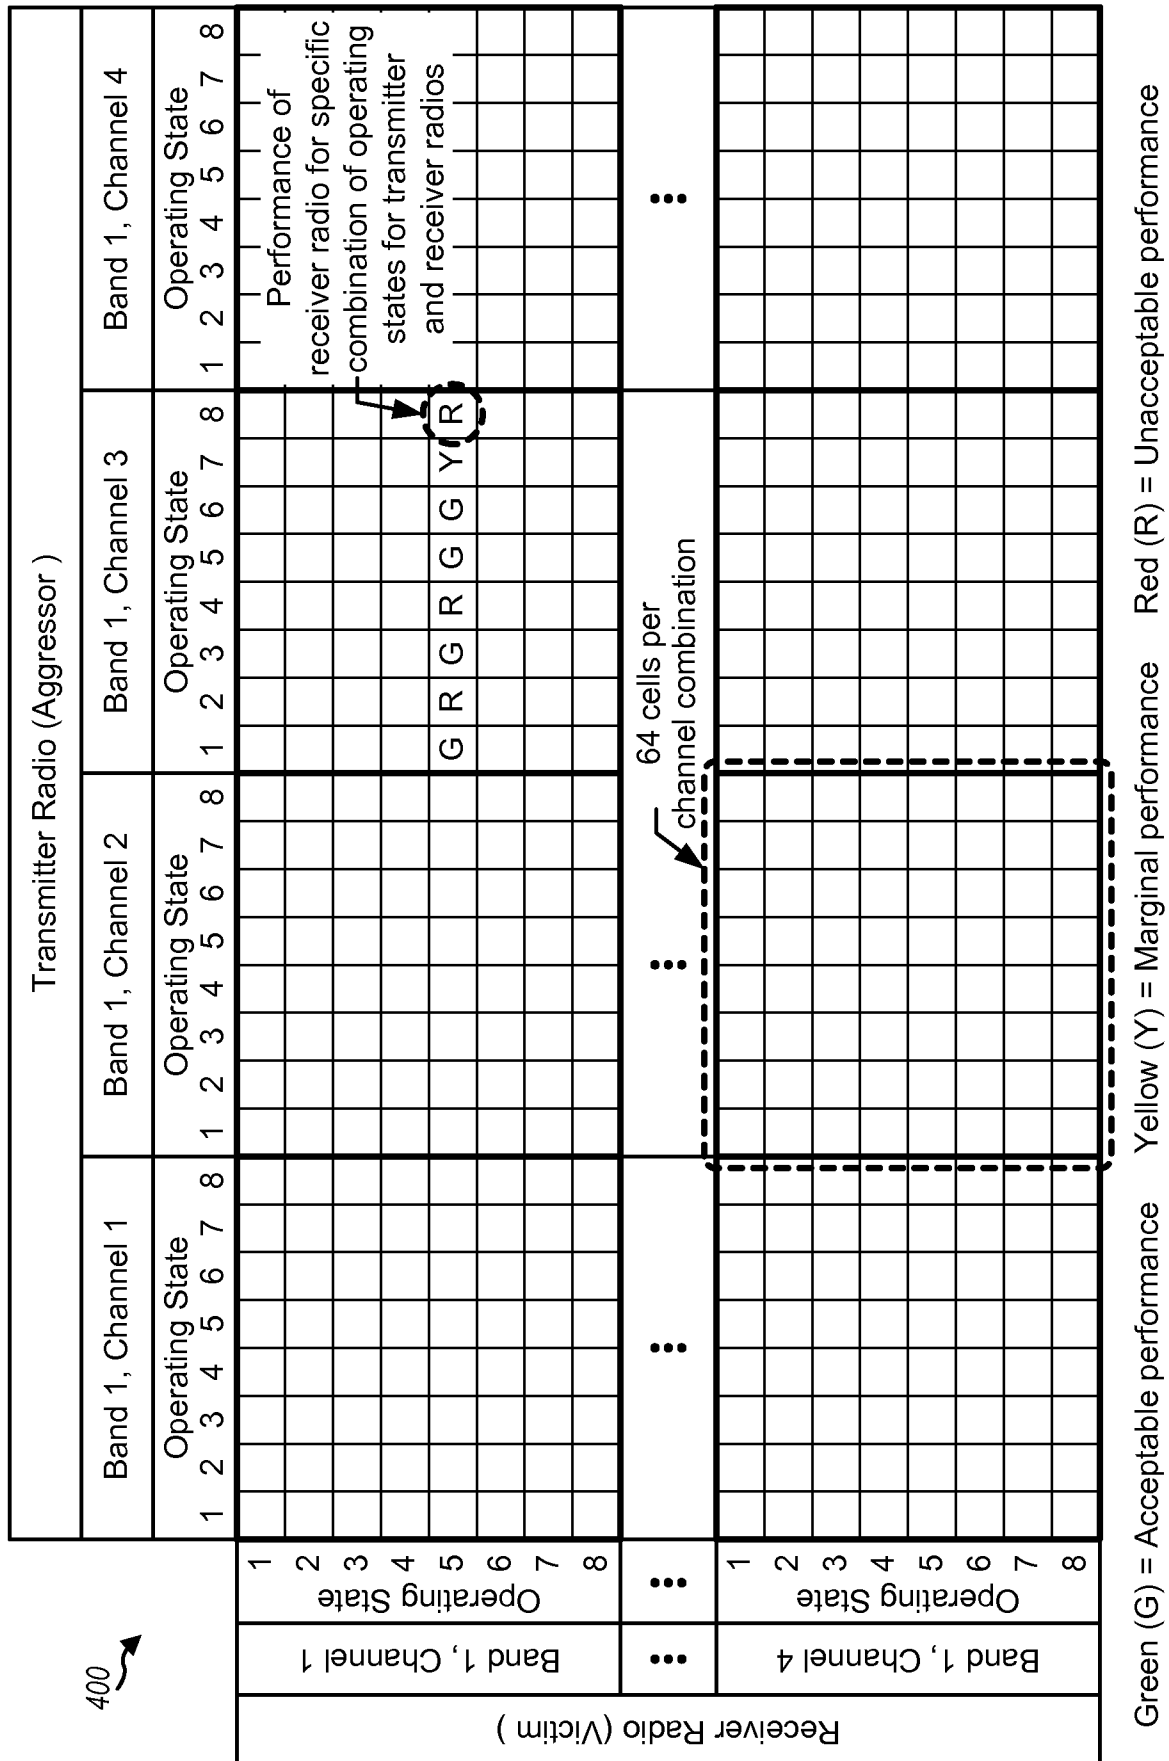 400
Transmitter Radio (Aggressor )
Band 1, Channel 1
Band 1, Channel 2
Band 1, Channel 3
Band 1, Channel 4
Operating State
Operating State
Operating State
Operating State
1 2 3 4 5 6 7 8
1 2 3 4 5 6 7 8
1 2 3 4 5 6 7 8
1 2 3 4 5 6 7 8
Receiver Radio (Victim )
Band 1, Channel 1
Operating State
1
2
3
4
5
6
7
8
G R G R G G Y R
Performance of
receiver radio for specific
combination of operating
states for transmitter
and receiver radios
... ... ... ... ...
64 cells per
channel combination
Band 1, Channel 4
Operating State
1
2
3
4
5
6
7
8
Green (G) = Acceptable performance
Yellow (Y) = Marginal performance
Red (R) = Unacceptable performance